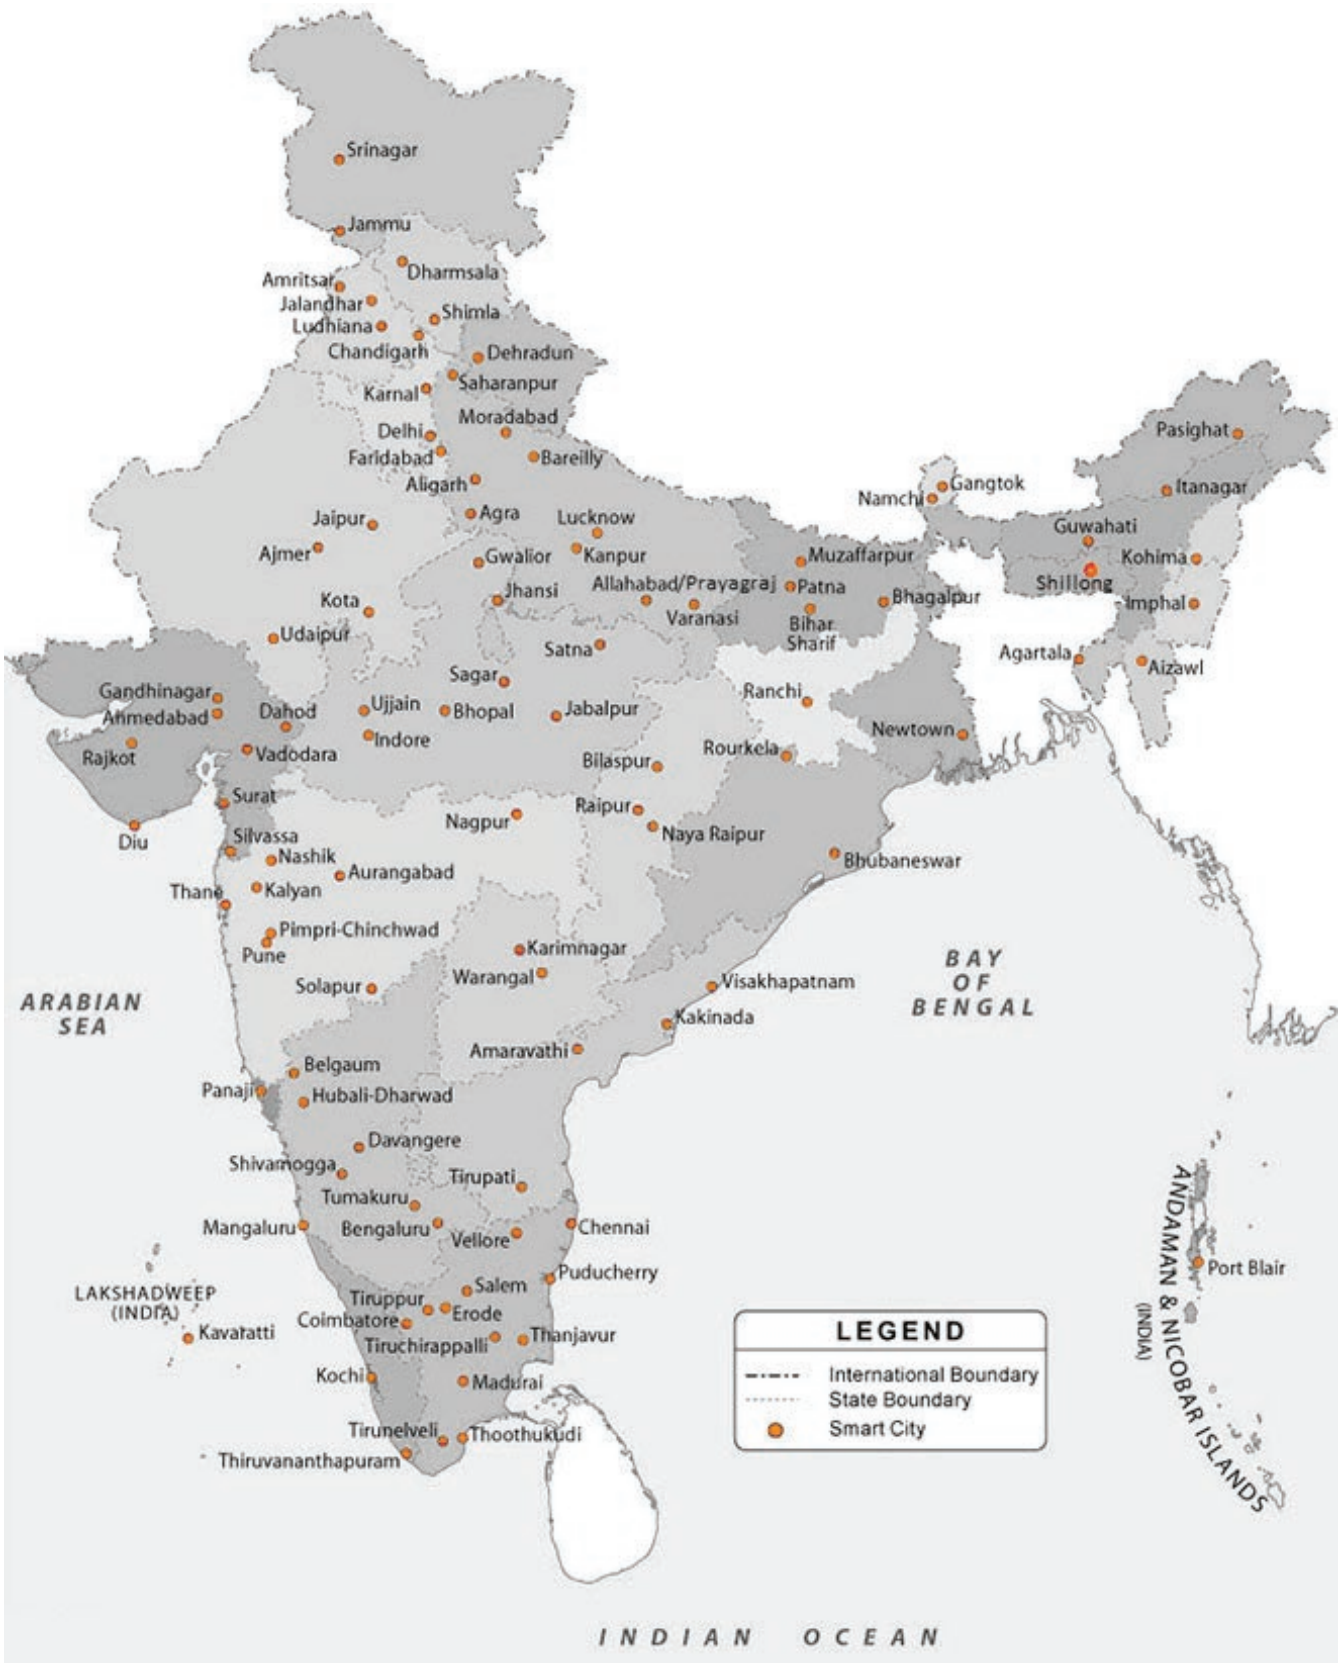 Srinagar
Jammu
Dharmsala
Amritsar
Jalandhar
Shimla
Ludhiana
Chandigarh
Dehradun
Saharanpur
Karnal
Moradabad
Delhi
Pasighat
Faridabad
Bareilly
Aligarh
Gangtok
Itanagar
Namchi
Agra
Jaipur
Lucknow
Guwahati
Ajmer
Gwalior
Kanpur
Muzaffarpur
Kohima
Allahabad/Prayagraj
Patna
Shillong
Jhansi
Bhagalpur
Kota
Imphal
Varanasi
Bihar
Sharif
Udaipur
Satna
Agartala
Aizawl
Sagar
Gandhinagar
Ranchi
Ujjain
Ahmedabad
Dahod
Bhopal
Jabalpur
Newtown
Indore
Rourkela
Rajkot
Vadodara
Bilaspur
Surat
Raipur
Nagpur
Naya Raipur
Diu
Silvassa
Nashik
Bhubaneswar
Aurangabad
Thane
Kalyan
Pimpri-Chinchwad
Pune
Karimnagar
BAY
OF
BENGAL
Warangal
Visakhapatnam
Solapur
ARABIAN
SEA
Kakinada
Amaravathi
Belgaum
Panaji
Hubali-Dharwad
Davangere
Shivamogga
Tirupati
Tumakuru
Mangaluru
Bengaluru
Vellore
Chennai
Puducherry
Port Blair
ANDAMAN & NICOBAR ISLANDS
(INDIA)
LAKSHADWEEP
(INDIA)
Salem
Tiruppur
Erode
Coimbatore
Kavaratti
Tiruchirappalli
Thanjavur
Kochi
Madurai
Tirunelveli
Thoothukudi
Thiruvananthapuram
LEGEND
International Boundary
State Boundary
Smart City
INDIAN OCEAN